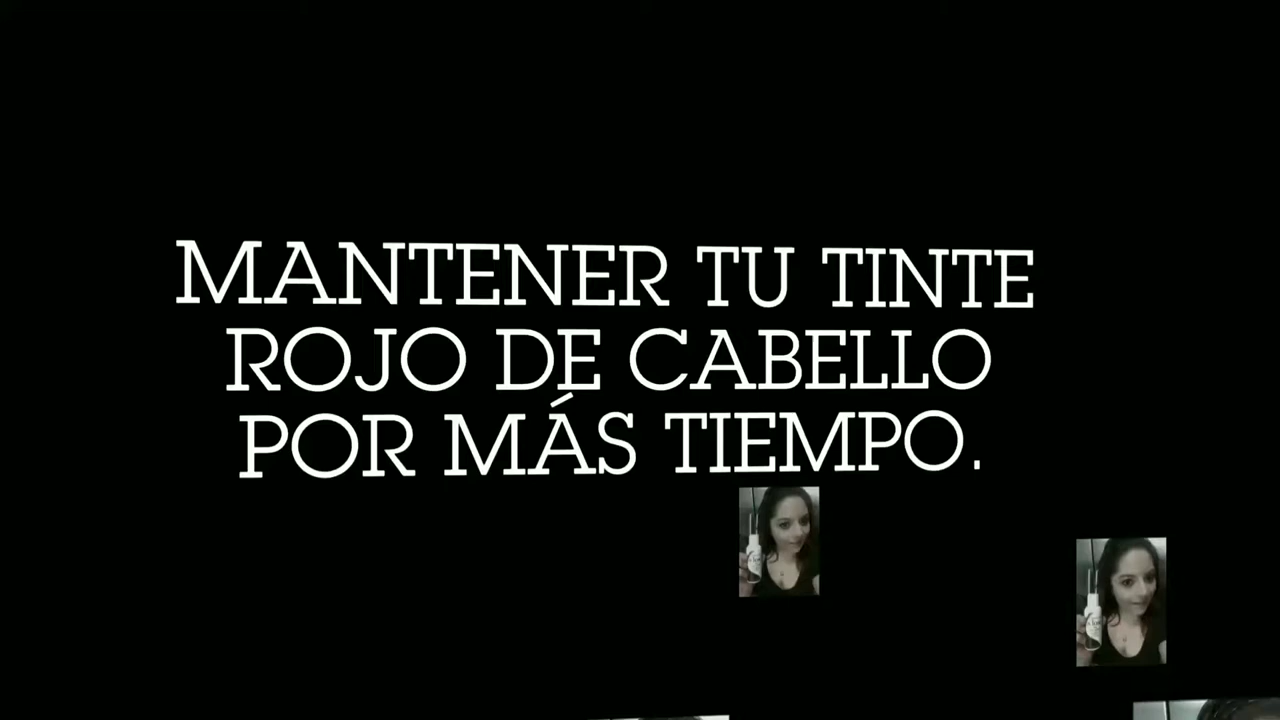 MANTENER TU TINTE
ROJO DE CABELLO
POR MÁS TIEMPO.